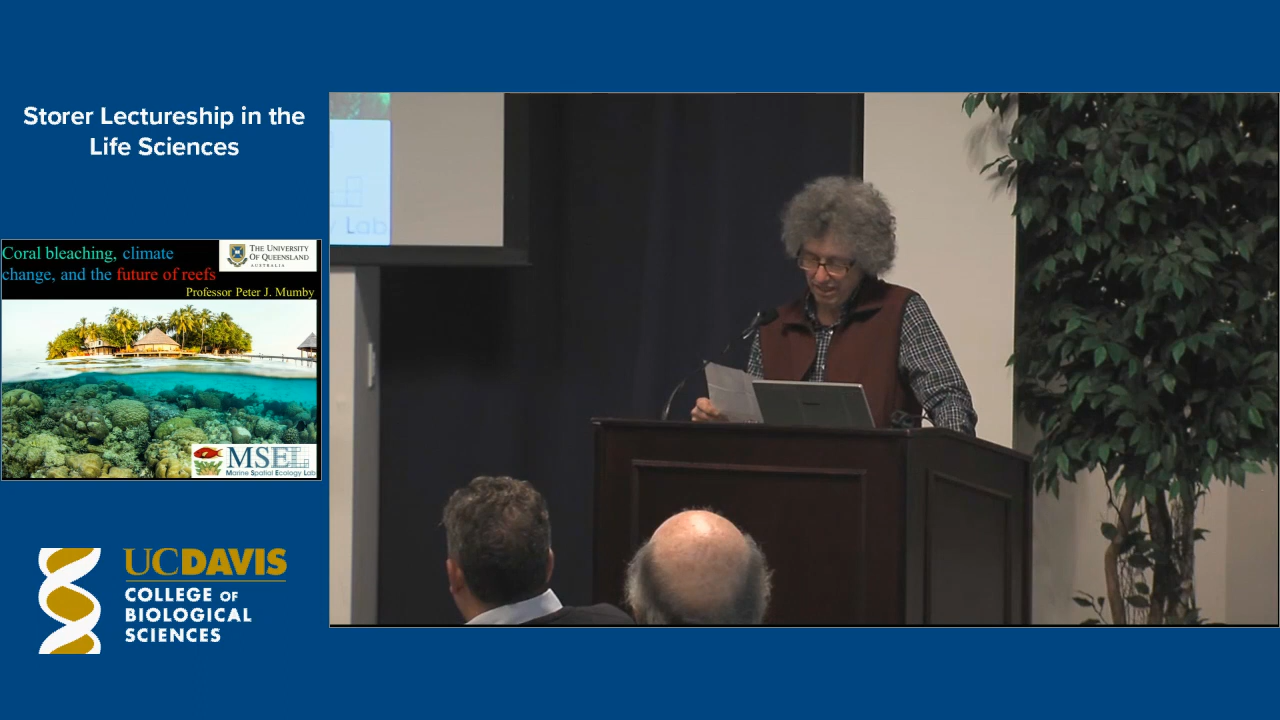 Storer Lectureship in the
Life Sciences
Coral bleaching, climate
change, and the future of reefs
THE UNIVERSITY
OF QUEENSLAND
AUSTRALIA
Professor Peter J. Mumby
MSEL
Marine Spatial Ecology Lab
UCDAVIS
COLLEGE OF
BIOLOGICAL
SCIENCES
Lab